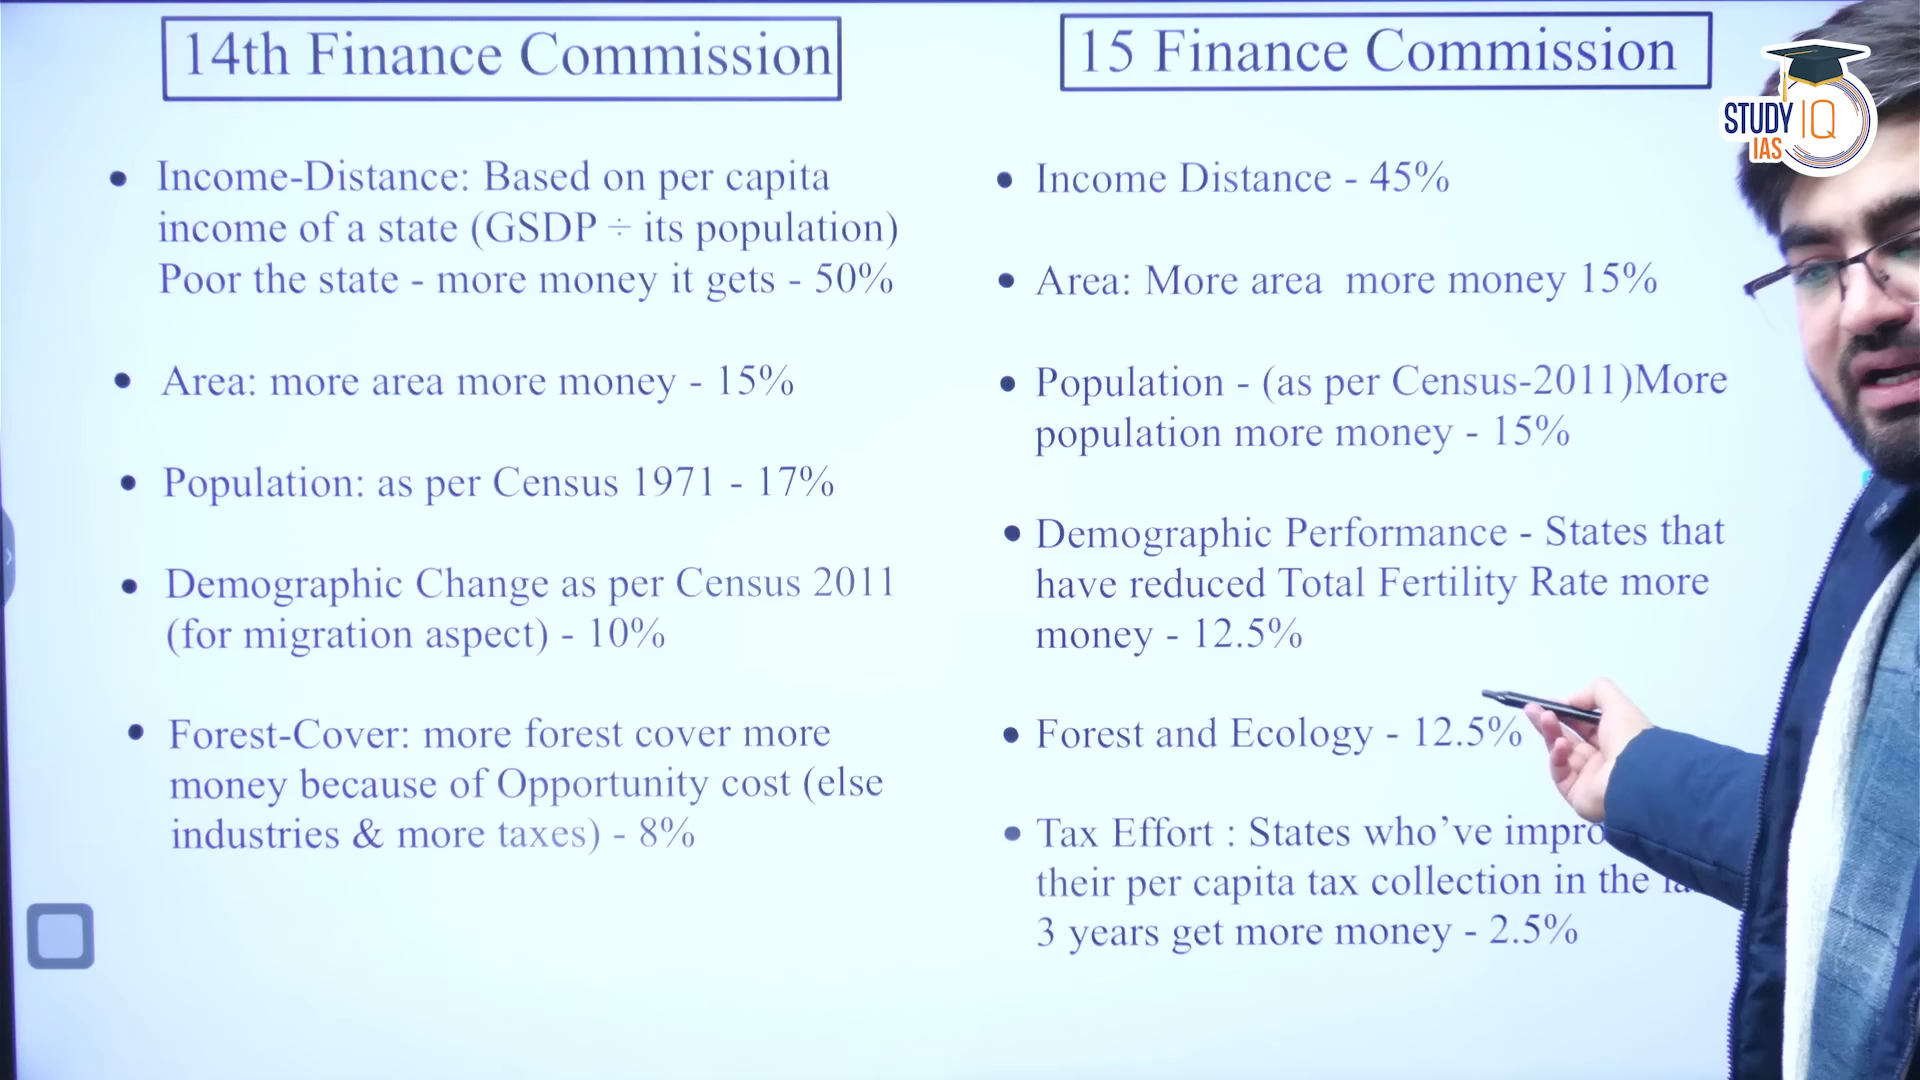 14th Finance Commission
Income-Distance: Based on per capita
income of a state (GSDP ÷ its population)
Poor the state - more money it gets - 50%
Area: more area more money - 15%
Population: as per Census 1971 - 17%
Demographic Change as per Census 2011
(for migration aspect) - 10%
Forest-Cover: more forest cover more
money because of Opportunity cost (else
industries & more taxes) - 8%
15 Finance Commission
Income Distance - 45%
Area: More area more money 15%
Population - (as per Census-2011)More
population more money - 15%
Demographic Performance - States that
have reduced Total Fertility Rate more
money - 12.5%
Forest and Ecology - 12.5%
Tax Effort : States who’ve
their per capita tax collection in the
3 years get more money - 2.5%
STUDY IQ
IAS